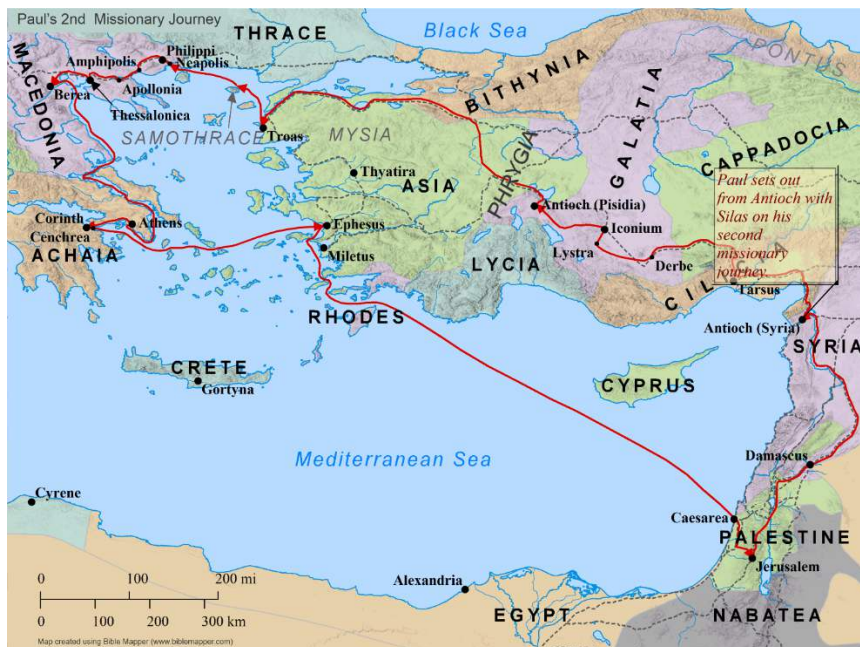 Paul's 2nd Missionary Journey
Black Sea
THRACE
Philippi
Amphipolis
Neapolis
MACEDONIA
Apollonia
Berea
Thessalonica
SAMOTHRACE
Troas
MYSIA
BITHYNIA
PONTUS
GALATIA
CAPPADOCIA
PHRYGIA
Thyatira
ASIA
Paul sets out
from Antioch with
Silas on his
second
missionary
journey.
Antioch (Pisidia)
Iconium
Lystra
Derbe
Corinth
Athens
Cenchrea
ACHAIA
Ephesus
Miletus
LYCIA
CILICIA
Tarsus
RHODES
Antioch (Syria)
SYRIA
CRETE
Gortyna
CYPRUS
Mediterranean Sea
Damascus
Cyrene
Caesarea
PALESTINE
Jerusalem
Alexandria
EGYPT
NABATEA
0 100 200 mi
0 100 200 300 km
Map created using Bible Mapper (www.biblemapper.com)